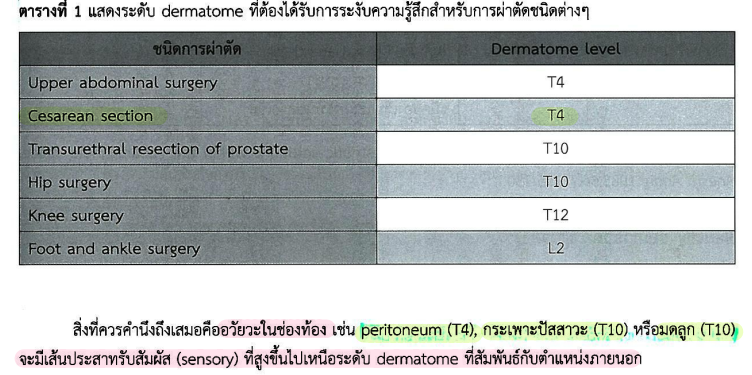 ตารางที่ 1 แสดงระดับ dermatome ที่ต้องได้รับการระงับความรู้สึกสำหรับการผ่าตัดชนิดต่างๆ
ชนิดการผ่าตัด Dermatome level
Upper abdominal surgery T4
Cesarean section T4
Transurethral resection of prostate T10
Hip surgery T10
Knee surgery T12
Foot and ankle surgery L2
สิ่งที่ควรคำนึงถึงเสมอคืออวัยวะในช่องท้อง เช่น peritoneum (T4), กระเพาะปัสสาวะ (T10) หรือมดลูก (T10)
จะมีเส้นประสาทรับสัมผัส (sensory) ที่สูงขึ้นไปเหนือระดับ dermatome ที่สัมพันธ์กับตำแหน่งภายนอก